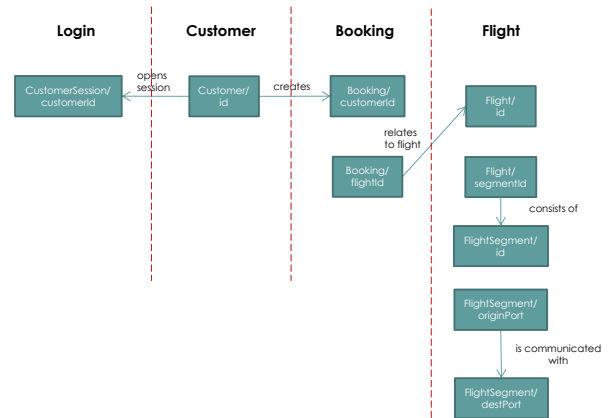 Login
Customer
Booking
Flight
CustomerSession/
customerId
opens
session
Customer/
id
creates
Booking/
customerId
Flight/
id
relates
to flight
Booking/
flightId
Flight/
segmentId
consists of
FlightSegment/
id
FlightSegment/
originPort
is communicated
with
FlightSegment/
destPort